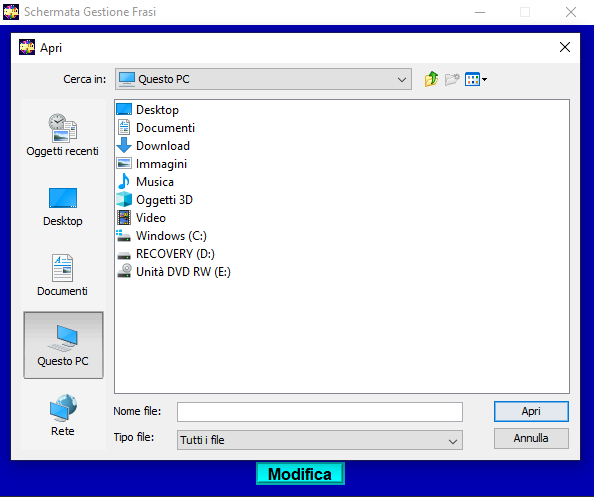 Schermata Gestione Frasi
Apri
Cerca in:
Questo PC
Oggetti recenti
Desktop
Documenti
Questo PC
Rete
Desktop
Documenti
Download
Immagini
Musica
Oggetti 3D
Video
Windows (C:)
RECOVERY (D:)
Unità DVD RW (E:)
Nome file:
Apri
Tipo file:
Tutti i file
Annulla
Modifica